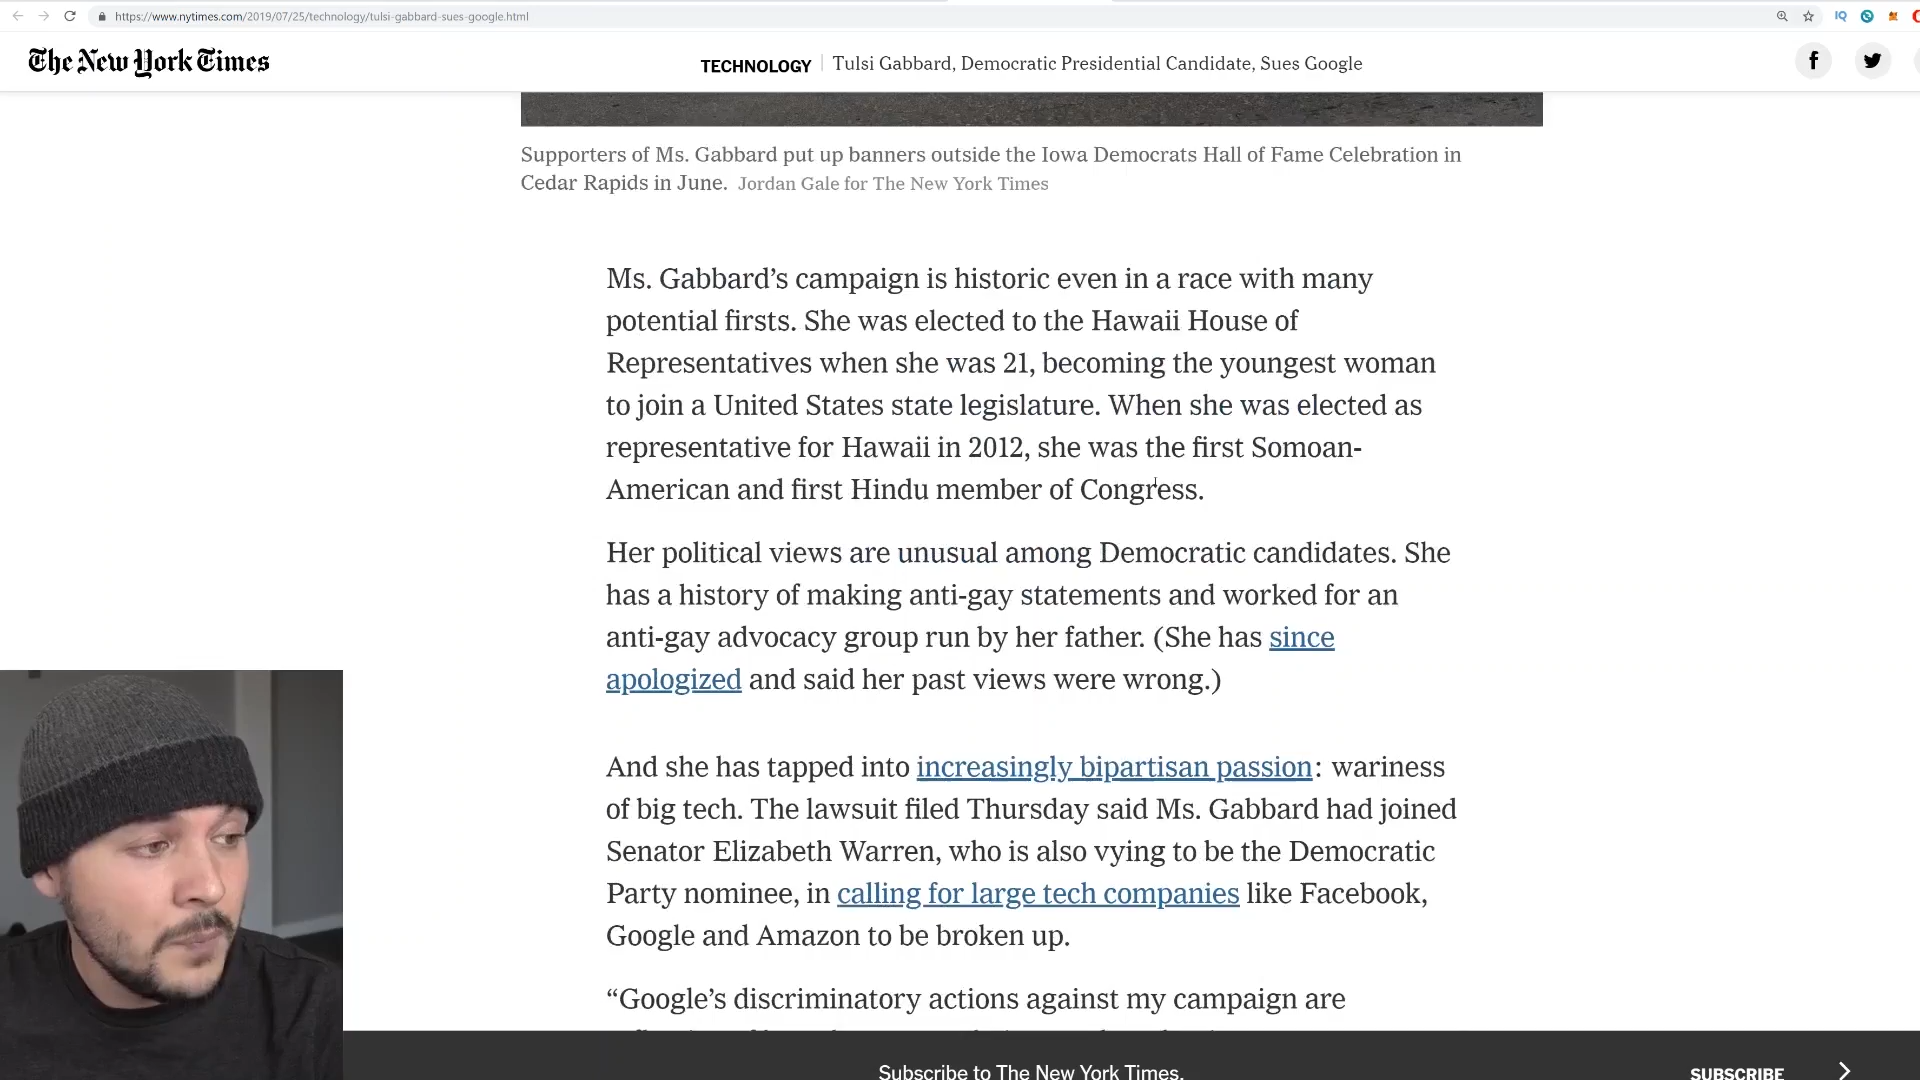 https://www.nytimes.com/2019/07/25/technology/tulsi-gabbard-sues-google.html
IQ
The New York Times
TECHNOLOGY | Tulsi Gabbard, Democratic Presidential Candidate, Sues Google
Supporters of Ms. Gabbard put up banners outside the Iowa Democrats Hall of Fame Celebration in
Cedar Rapids in June. Jordan Gale for The New York Times
Ms. Gabbard’s campaign is historic even in a race with many
potential firsts. She was elected to the Hawaii House of
Representatives when she was 21, becoming the youngest woman
to join a United States state legislature. When she was elected as
representative for Hawaii in 2012, she was the first Somoan-
American and first Hindu member of Congress.
Her political views are unusual among Democratic candidates. She
has a history of making anti-gay statements and worked for an
anti-gay advocacy group run by her father. (She has since
apologized and said her past views were wrong.)
And she has tapped into increasingly bipartisan passion: wariness
of big tech. The lawsuit filed Thursday said Ms. Gabbard had joined
Senator Elizabeth Warren, who is also vying to be the Democratic
Party nominee, in calling for large tech companies like Facebook,
Google and Amazon to be broken up.
“Google’s discriminatory actions against my campaign are
Subscribe to The New York Times.
SUBSCRIBE